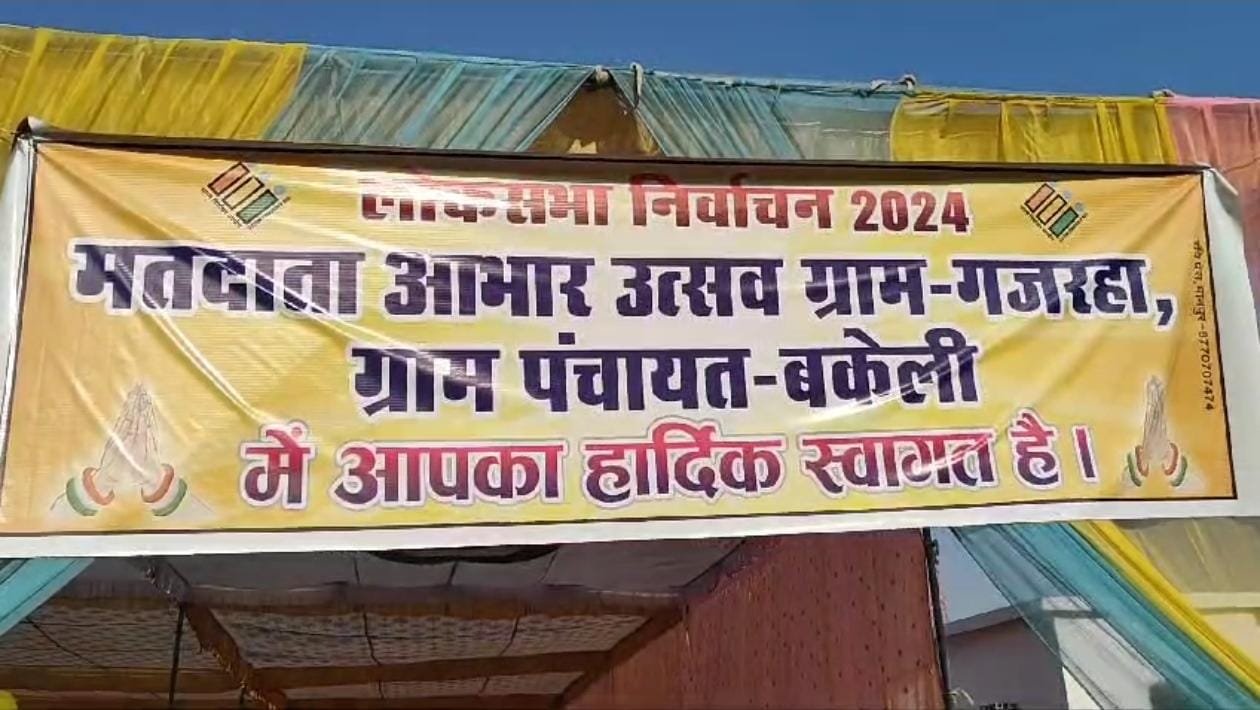 लोकसभा निर्वाचन 2024
मतदाता आभार उत्सव ग्राम-गजरहा,
ग्राम पंचायत-बकेली
में आपका हार्दिक स्वागत है।